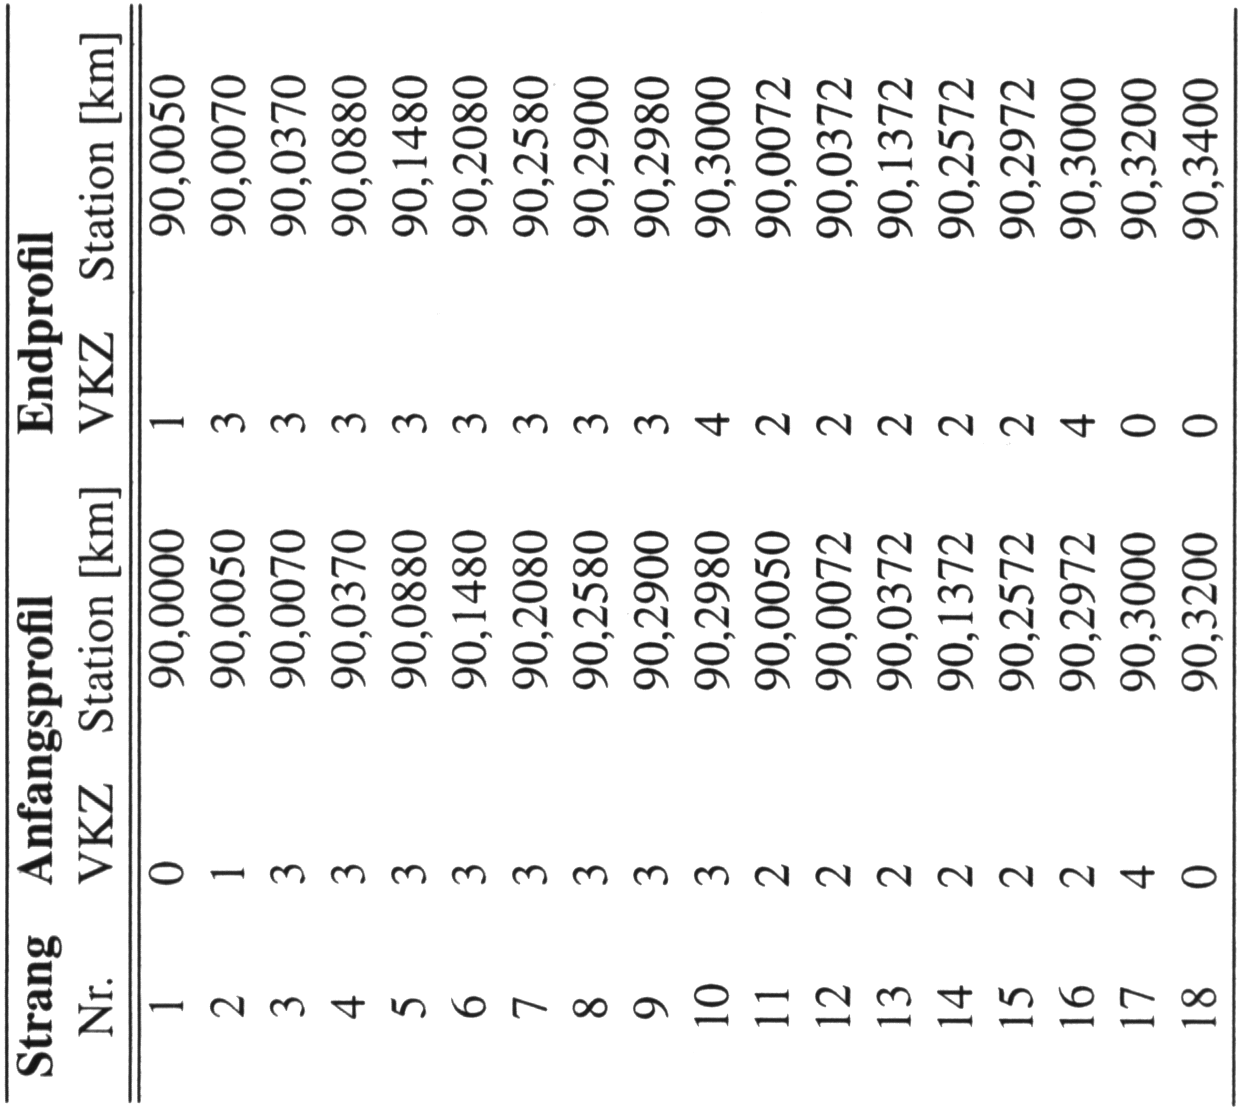 Strang Anfangsprofil Endprofil
Nr. VKZ Station [km] VKZ Station [km]
1 0 90,0000 1 90,0050
2 1 90,0050 3 90,0070
3 3 90,0070 3 90,0370
4 3 90,0370 3 90,0880
5 3 90,0880 3 90,1480
6 3 90,1480 3 90,2080
7 3 90,2080 3 90,2580
8 3 90,2580 3 90,2900
9 3 90,2900 3 90,2980
10 3 90,2980 4 90,3000
11 2 90,0050 2 90,0072
12 2 90,0072 2 90,0372
13 2 90,0372 2 90,1372
14 2 90,1372 2 90,2572
15 2 90,2572 2 90,2972
16 2 90,2972 4 90,3000
17 4 90,3000 0 90,3200
18 0 90,3200 0 90,3400